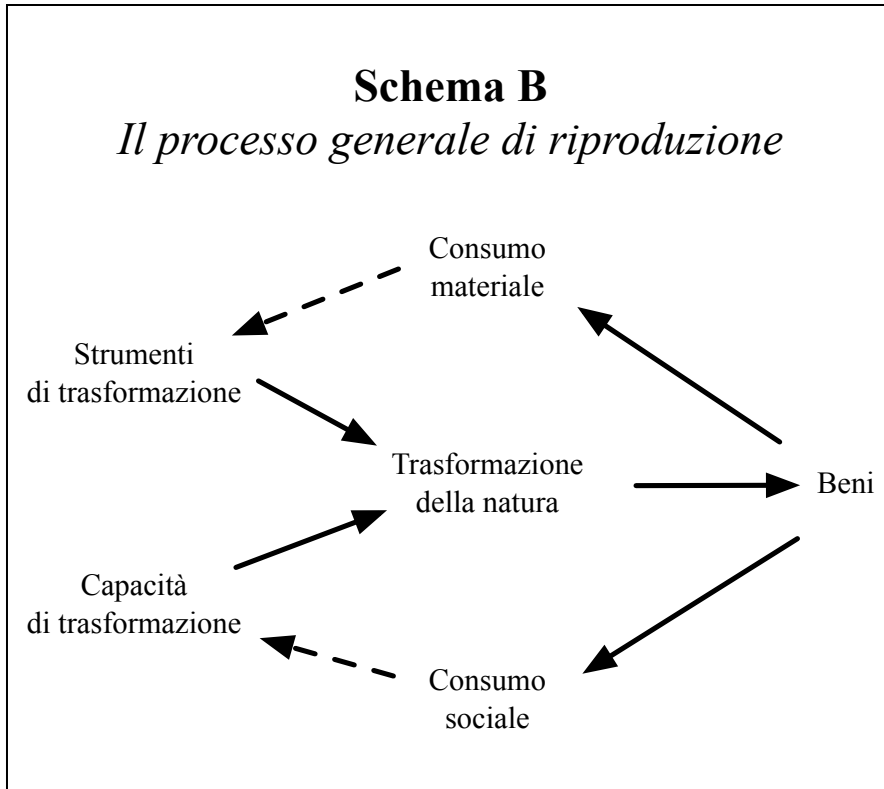 Schema B
Il processo generale di riproduzione
Consumo
materiale
Strumenti
di trasformazione
Trasformazione
della natura
Beni
Capacità
di trasformazione
Consumo
sociale